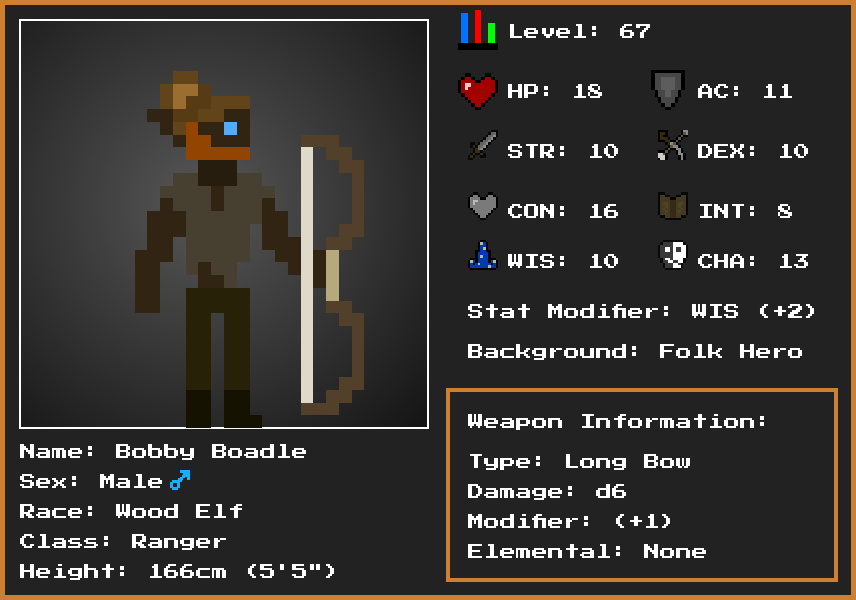 Level: 67
HP: 18
AC: 11
STR: 10
DEX: 10
CON: 16
INT: 8
WIS: 10
CHA: 13
Stat Modifier: WIS (+2)
Background: Folk Hero
Weapon Information:
Type: Long Bow
Damage: d6
Modifier: (+1)
Elemental: None
Name: Bobby Boadle
Sex: Male♂
Race: Wood Elf
Class: Ranger
Height: 166cm (5'5")